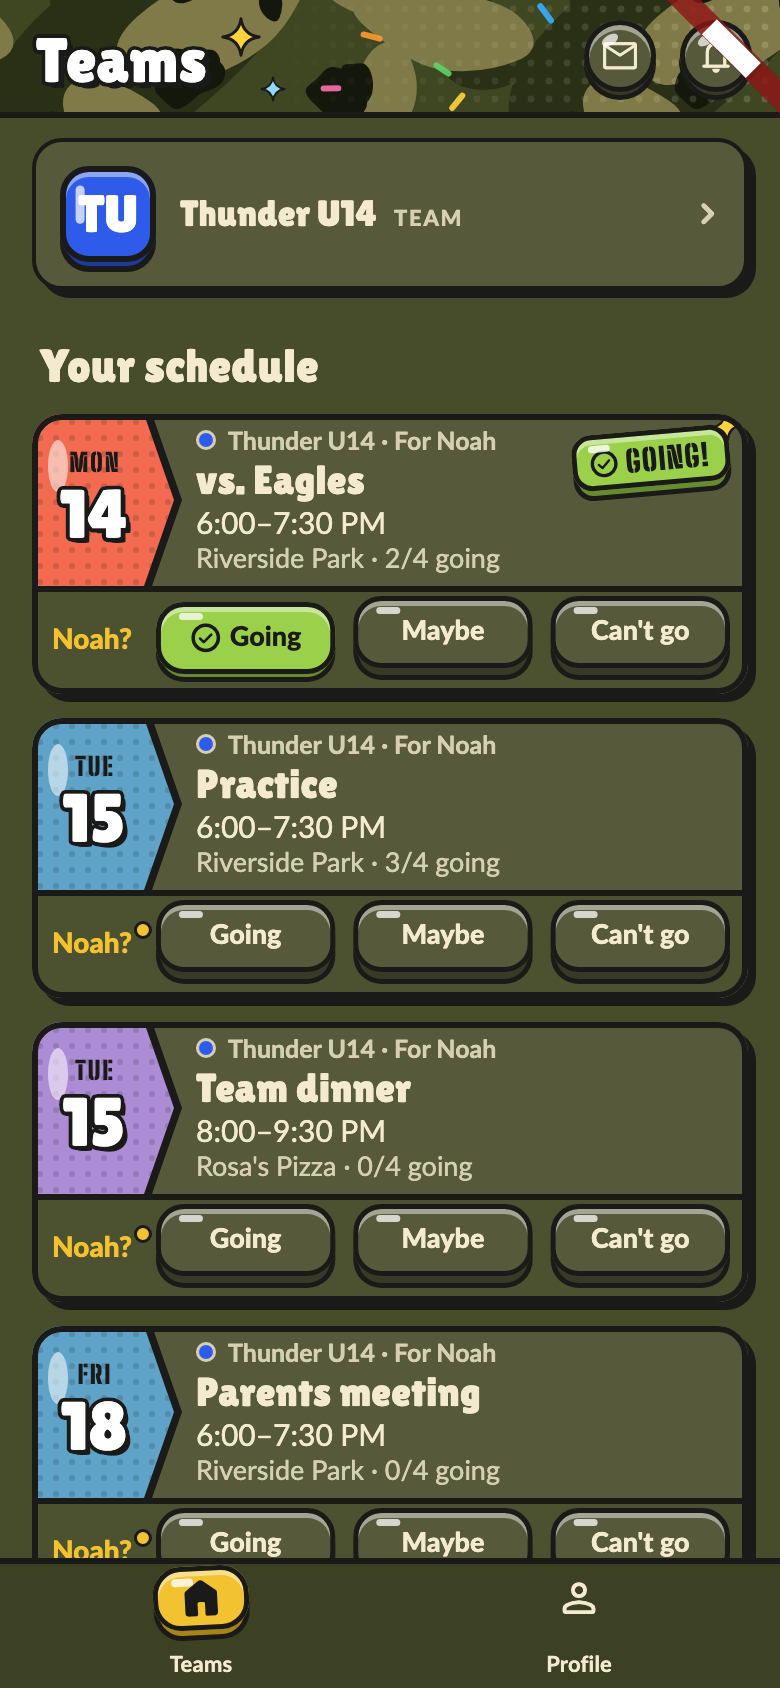 Teams
TU
Thunder U14 TEAM
Your schedule
MON
14
Thunder U14 · For Noah
vs. Eagles
6:00–7:30 PM
Riverside Park · 2/4 going
GOING!
Noah?
Going
Maybe
Can't go
TUE
15
Thunder U14 · For Noah
Practice
6:00–7:30 PM
Riverside Park · 3/4 going
Noah?
Going
Maybe
Can't go
TUE
15
Thunder U14 · For Noah
Team dinner
8:00–9:30 PM
Rosa's Pizza · 0/4 going
Noah?
Going
Maybe
Can't go
FRI
18
Thunder U14 · For Noah
Parents meeting
6:00–7:30 PM
Riverside Park · 0/4 going
Noah?
Going
Maybe
Can't go
Teams
Profile